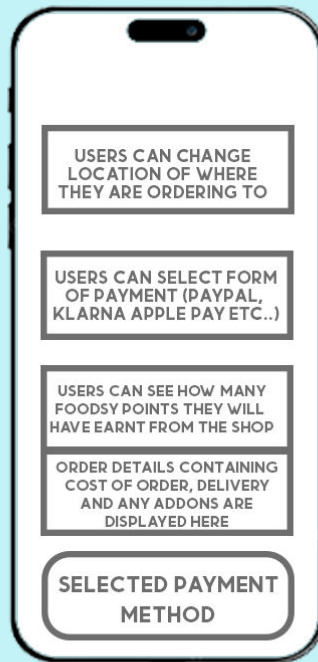 USERS CAN CHANGE
LOCATION OF WHERE
THEY ARE ORDERING TO
USERS CAN SELECT FORM
OF PAYMENT (PAYPAL,
KLARNA APPLE PAY ETC..)
USERS CAN SEE HOW MANY
FOODSY POINTS THEY WILL
HAVE EARNT FROM THE SHOP
ORDER DETAILS CONTAINING
COST OF ORDER, DELIVERY
AND ANY ADDONS ARE
DISPLAYED HERE
SELECTED PAYMENT
METHOD